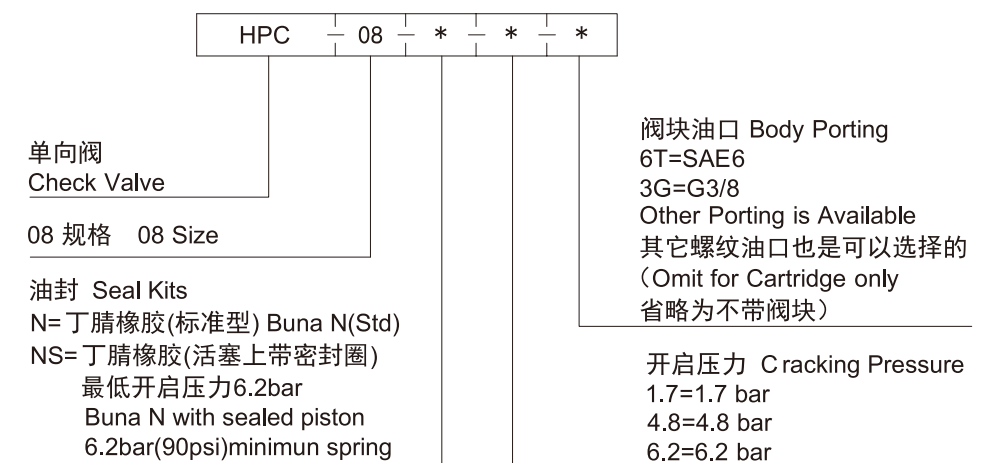 HPC – 08 – * – * – *
单向阀
Check Valve
08 规格 08 Size
油封 Seal Kits
N=丁腈橡胶(标准型) Buna N(Std)
NS=丁腈橡胶(活塞上带密封圈)
最低开启压力6.2bar
Buna N with sealed piston
6.2bar(90psi)minimun spring
阀块油口 Body Porting
6T=SAE6
3G=G3/8
Other Porting is Available
其它螺纹油口也是可以选择的
(Omit for Cartridge only
省略为不带阀块)
开启压力 Cracking Pressure
1.7=1.7 bar
4.8=4.8 bar
6.2=6.2 bar